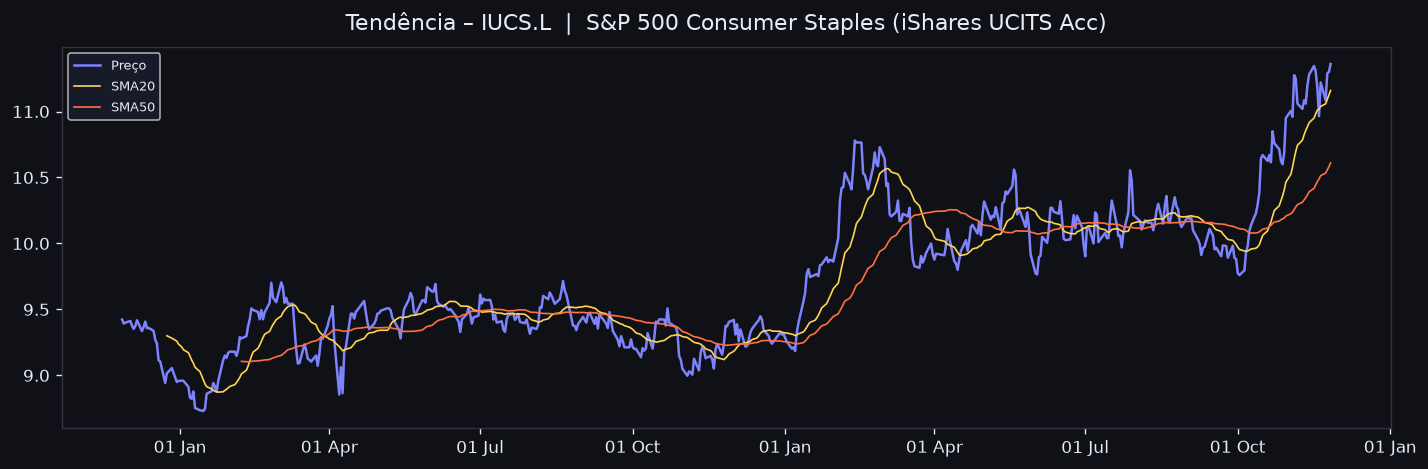 Tendência – IUCS.L | S&P 500 Consumer Staples (iShares UCITS Acc)
Preço
SMA20
SMA50
11.0
10.5
10.0
9.5
9.0
01 Jan
01 Apr
01 Jul
01 Oct
01 Jan
01 Apr
01 Jul
01 Oct
01 Jan